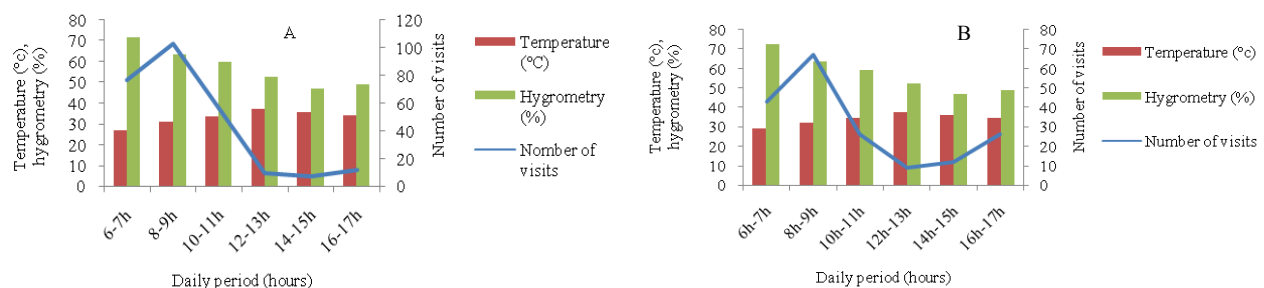 A
Temperature (°c),
hygrometry (%)
80
70
60
50
40
30
20
10
0
120
100
80
60
40
20
0
Number of visits
6-7h
8-9h
10-11h
12-13h
14-15h
16-17h
Daily period (hours)
Temperature
(°C)
Hygrometry
(%)
Nomber of
visits
B
Temperature (°c),
hygrometry (%)
80
70
60
50
40
30
20
10
0
80
70
60
50
40
30
20
10
0
Number of visits
6h-7h
8h-9h
10h-11h
12h-13h
14h-15h
16h-17h
Daily period (hours)
Temperature (°c)
Hygrometry (%)
Number of visits